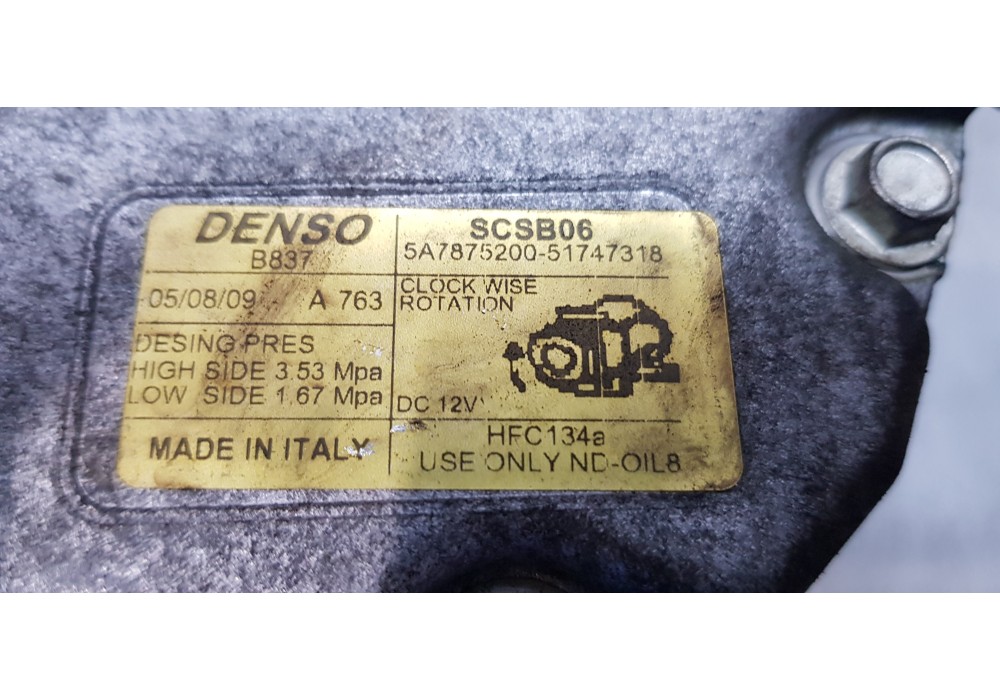 DENSO
B837
05/08/09 A 763
DESING PRES
HIGH SIDE 3.53 Mpa
LOW SIDE 1.67 Mpa
MADE IN ITALY
SCSB06
5A7875200-51747318
CLOCK WISE
ROTATION
DC 12V
HFC134a
USE ONLY ND-OIL8